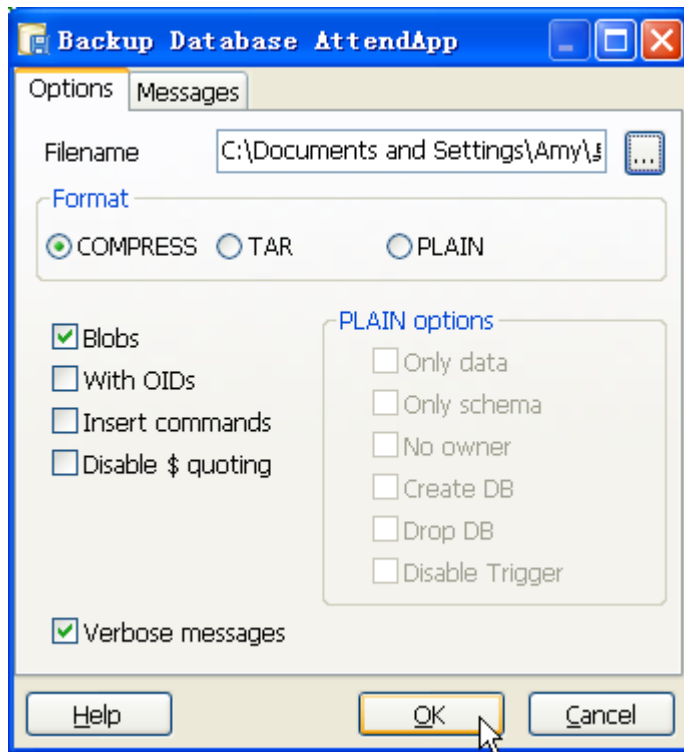 Backup Database AttendApp
Options Messages
Filename C:\Documents and Settings\Amy\ ...
Format
COMPRESS TAR PLAIN
Blobs
With OIDs
Insert commands
Disable $ quoting
PLAIN options
Only data
Only schema
No owner
Create DB
Drop DB
Disable Trigger
Verbose messages
Help OK Cancel